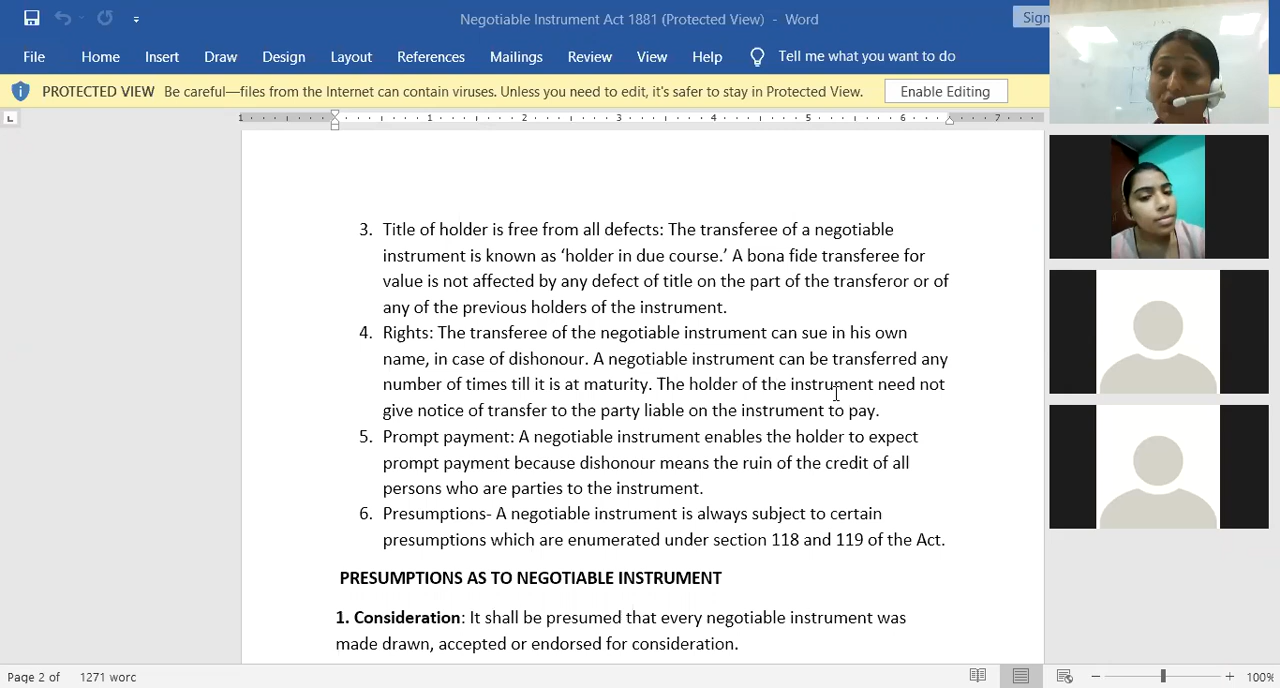 Negotiable Instrument Act 1881 (Protected View) - Word
Sign
File Home Insert Draw Design Layout References Mailings Review View Help Tell me what you want to do
PROTECTED VIEW Be careful—files from the Internet can contain viruses. Unless you need to edit, it's safer to stay in Protected View. Enable Editing
1 1 2 3 4 5 6 7
3. Title of holder is free from all defects: The transferee of a negotiable
instrument is known as ‘holder in due course.’ A bona fide transferee for
value is not affected by any defect of title on the part of the transferor or of
any of the previous holders of the instrument.
4. Rights: The transferee of the negotiable instrument can sue in his own
name, in case of dishonour. A negotiable instrument can be transferred any
number of times till it is at maturity. The holder of the instrument need not
give notice of transfer to the party liable on the instrument to pay.
5. Prompt payment: A negotiable instrument enables the holder to expect
prompt payment because dishonour means the ruin of the credit of all
persons who are parties to the instrument.
6. Presumptions- A negotiable instrument is always subject to certain
presumptions which are enumerated under section 118 and 119 of the Act.
PRESUMPTIONS AS TO NEGOTIABLE INSTRUMENT
1. Consideration: It shall be presumed that every negotiable instrument was
made drawn, accepted or endorsed for consideration.
Page 2 of 1271 worc 100%